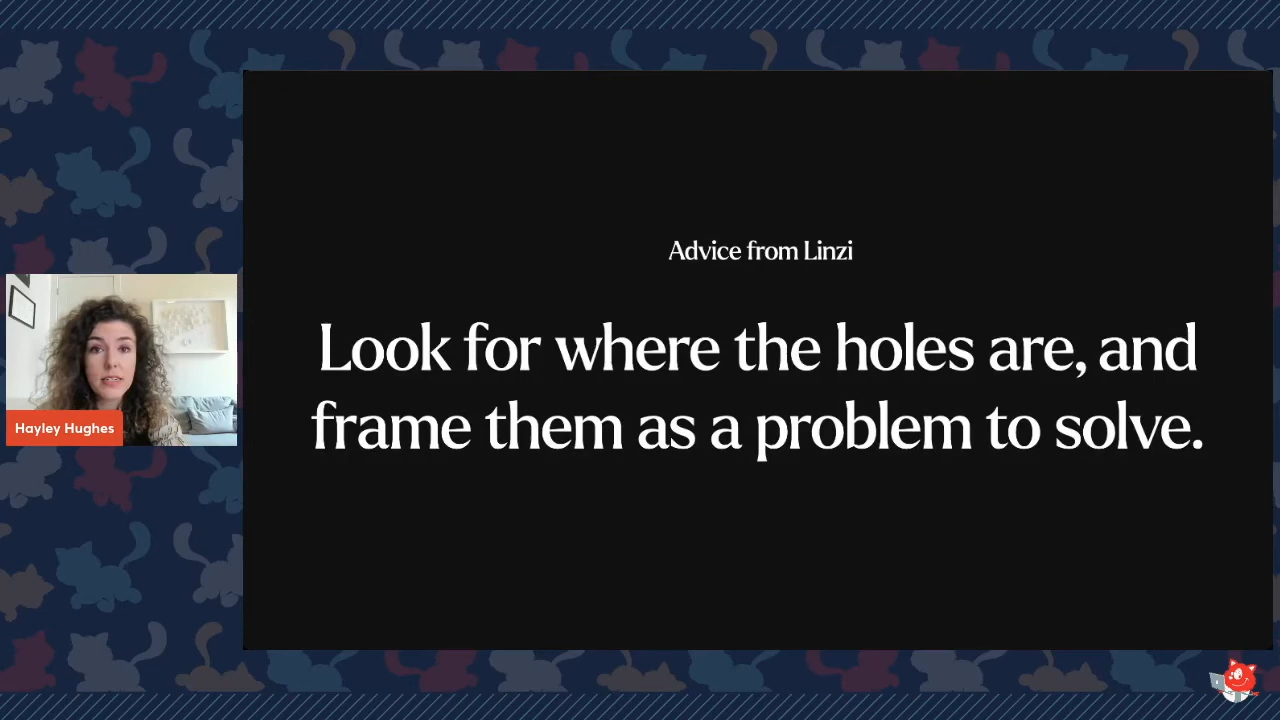 Advice from Linzi
Look for where the holes are, and
frame them as a problem to solve.
Hayley Hughes